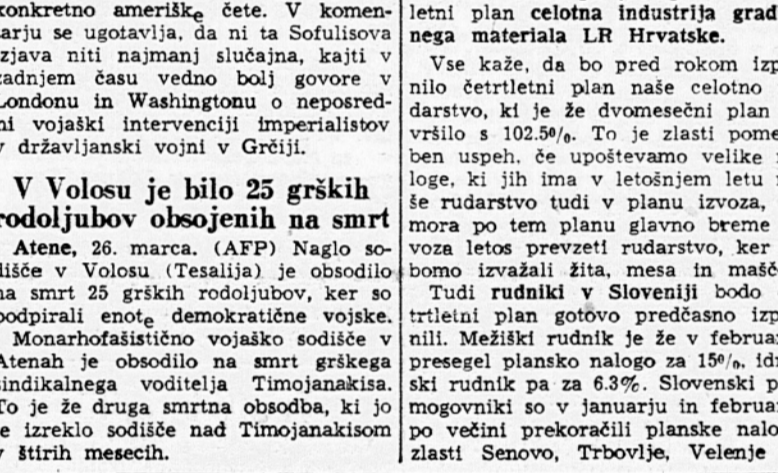 konkretno ameriške čete. V komen-
tarju se ugotavlja, da ni ta Sofulisova
izjava niti najmanj slučajna, kajti v
zadnjem času vedno bolj govore v
Londonu in Washingtonu o neposred-
ni vojaški intervenciji imperialistov
v državljanski vojni v Grčiji.
V Volosu je bilo 25 grških
rodoljubov obsojenih na smrt
Atene, 26. marca. (AFP) Naglo so-
dišče v Volosu (Tesalija) je obsodilo
na smrt 25 grških rodoljubov, ker so
podpirali enote demokratične vojske.
Monarhofašistično vojaško sodišče v
Atenah je obsodilo na smrt grškega
sindikalnega voditelja Timojanakisa.
To je že druga smrtna obsodba, ki jo
je izreklo sodišče nad Timojanakisom
v štirih mesecih.
letni plan celotna industrija grad
nega materiala LR Hrvatske.
Vse kaže, da bo pred rokom izp
nilo četrtletni plan naše celotno
darstvo, ki je že dvomesečni plan
vršilo s 102.5%. To je zlasti pome
ben uspeh, če upoštevamo velike
loge, ki jih ima v letošnjem letu
še rudarstvo tudi v planu izvoza,
mora po tem planu glavno breme
voza letos prevzeti rudarstvo, ker
bomo izvažali žita, mesa in mašč
Tudi rudniki v Sloveniji bodo
trtletni plan gotovo predčasno izp
nili. Mežiški rudnik je že v februar
presegel plansko nalogo za 15%, idr
ski rudnik pa za 6.3%. Slovenski p
mogovniki so v januarju in februar
po večini prekoračili planske nalo
zlasti Senovo, Trbovlje, Velenje